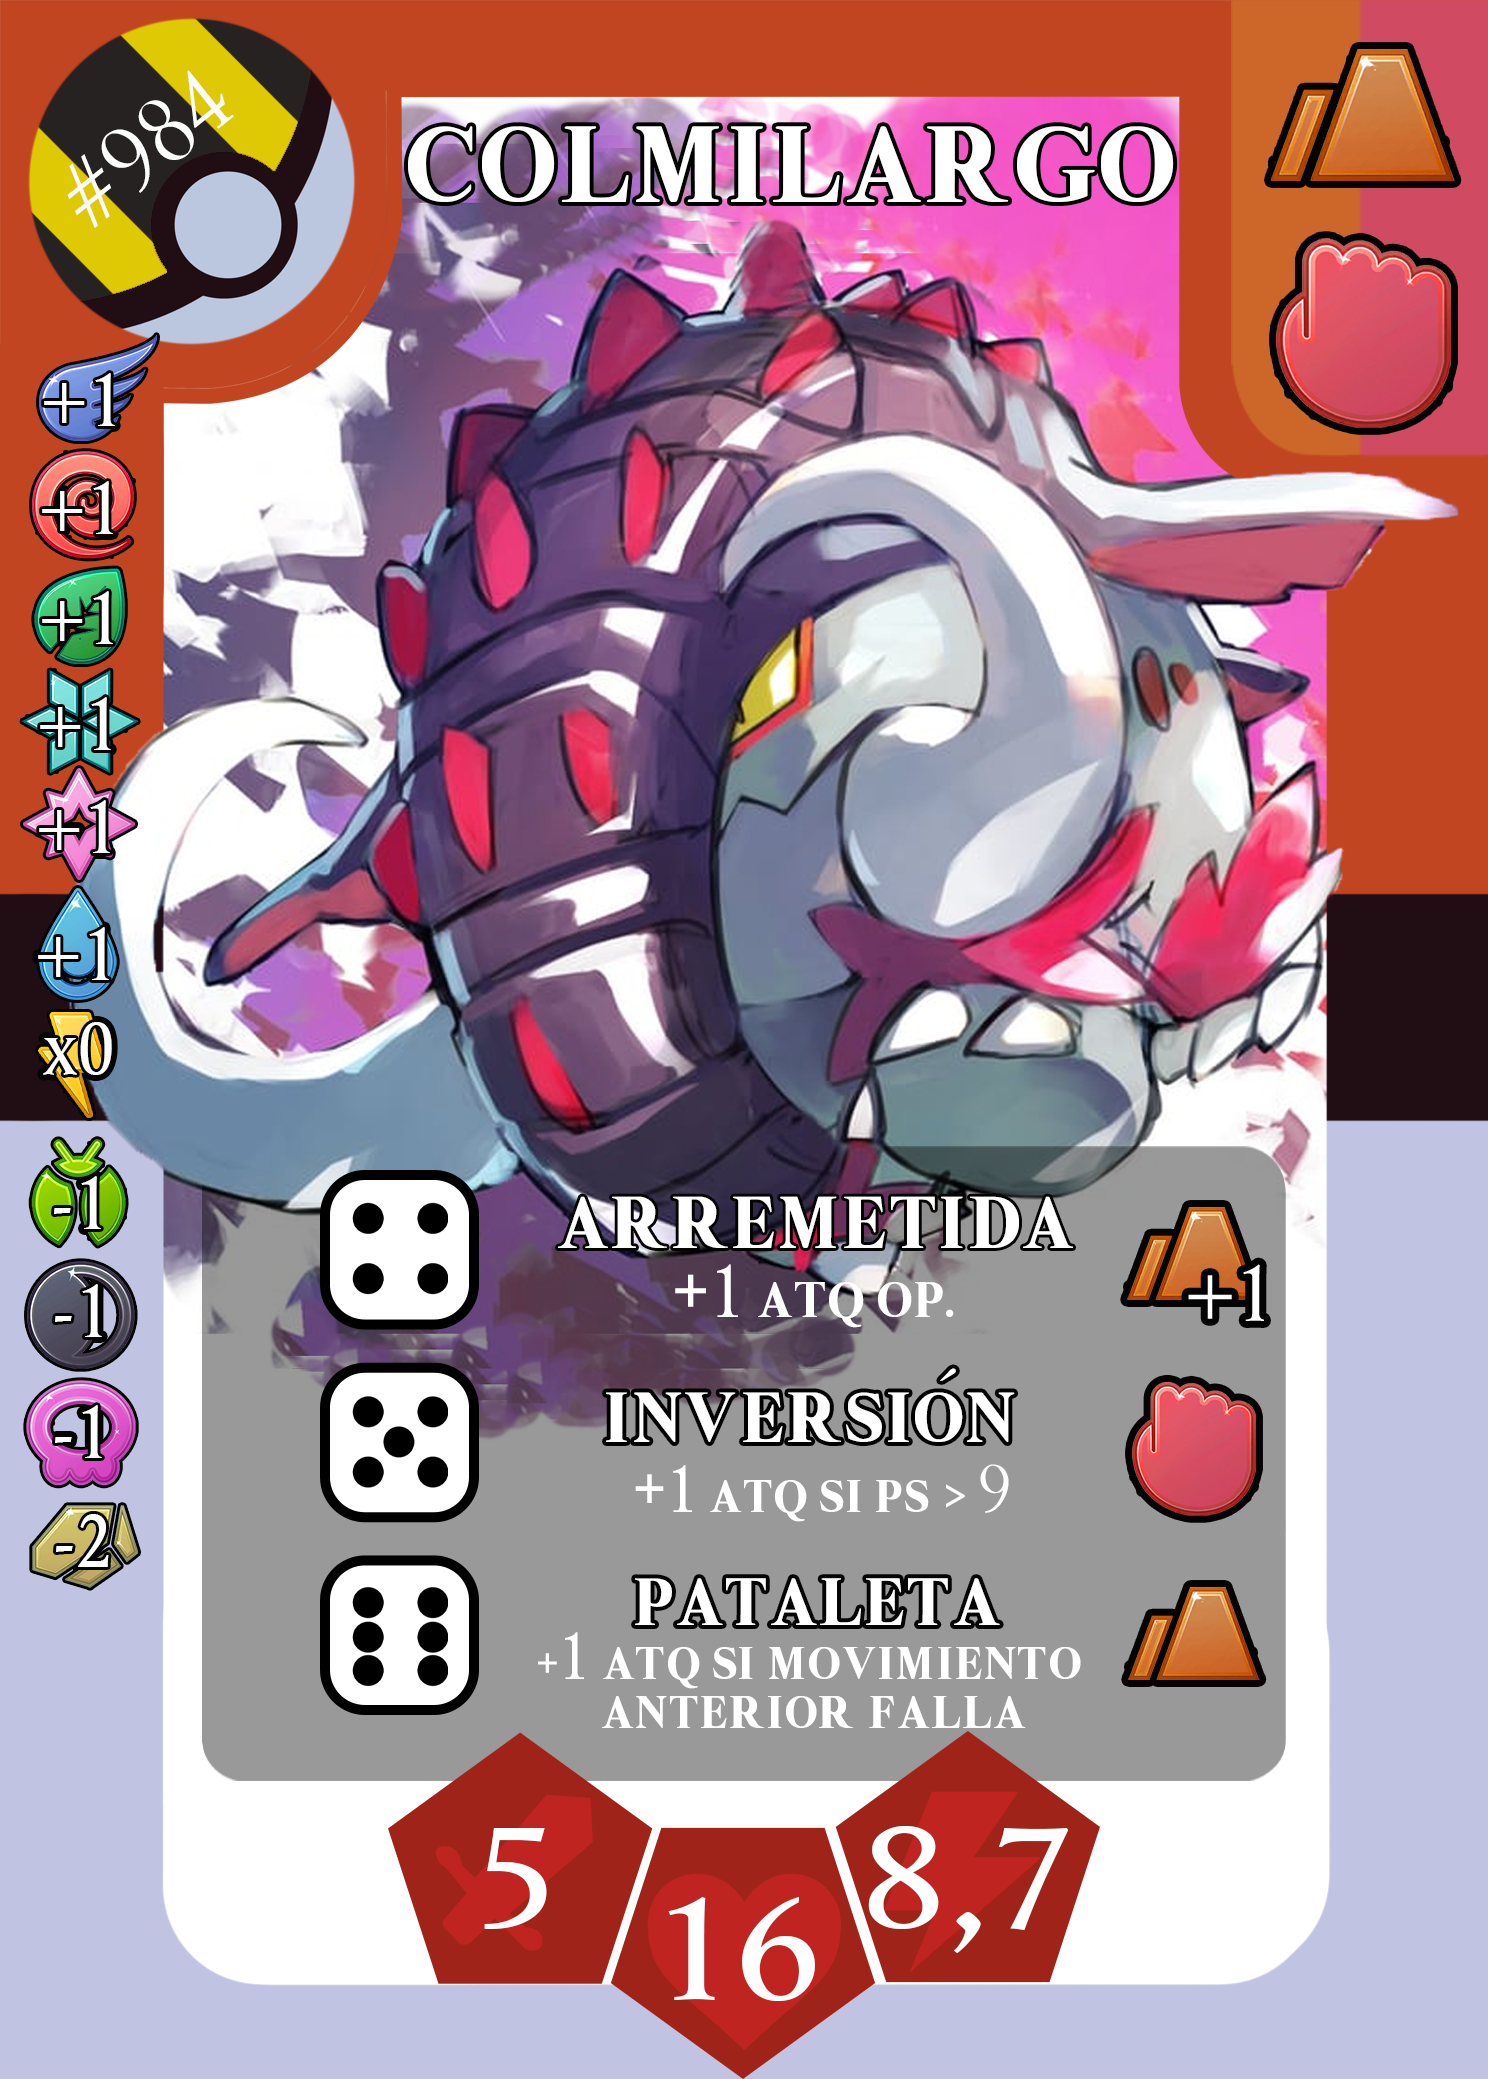 #984
COLMILARGO
+1
+1
+1
+1
+1
+1
x0
-1
-1
-1
-2
ARREMETIDA
+1 ATQ OP.
+1
INVERSIÓN
+1 ATQ SI PS > 9
PATALETA
+1 ATQ SI MOVIMIENTO
ANTERIOR FALLA
5
16
8,7